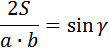 2S / a · b = sin γ